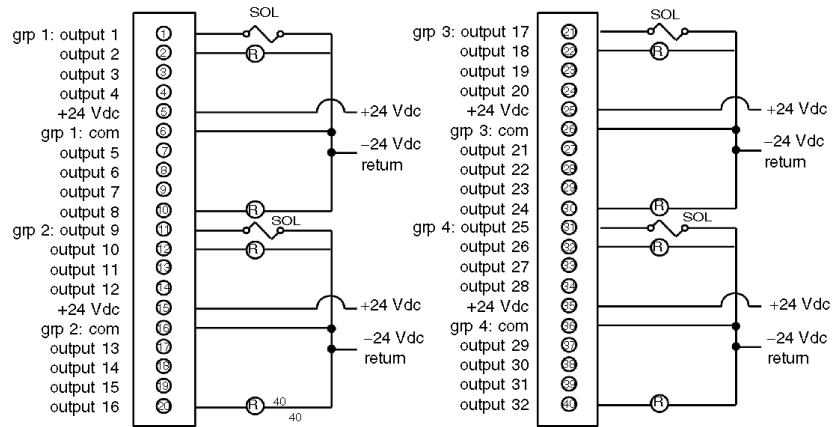 SOL
grp 1: output 1 1
output 2 2 R
output 3 3
output 4 4
+24 Vdc 5 +24 Vdc
grp 1: com 6
output 5 7 −24 Vdc
return
output 6 8
output 7 9
output 8 10 R
SOL
grp 2: output 9 11
output 10 12 R
output 11 13
output 12 14
+24 Vdc 15 +24 Vdc
grp 2: com 16
output 13 17 −24 Vdc
return
output 14 18
output 15 19
output 16 20 R 40
40
SOL
grp 3: output 17 21
output 18 22 R
output 19 23
output 20 24
+24 Vdc 25 +24 Vdc
grp 3: com 26
output 21 27 −24 Vdc
return
output 22 28
output 23 29
output 24 30 R
SOL
grp 4: output 25 31
output 26 32 R
output 27 33
output 28 34
+24 Vdc 35 +24 Vdc
grp 4: com 36
output 29 37 −24 Vdc
return
output 30 38
output 31 39
output 32 40 R